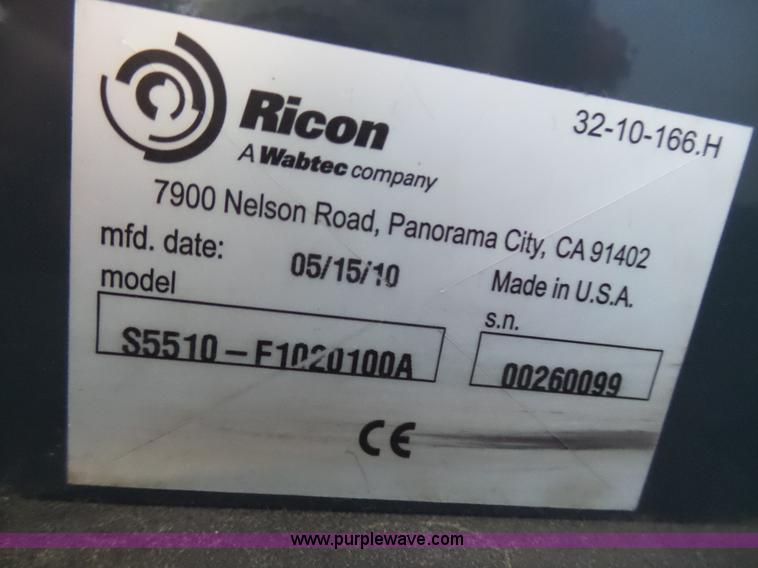 Ricon
32-10-166.H
A Wabtec company
7900 Nelson Road, Panorama City, CA 91402
mfd. date: 05/15/10 Made in U.S.A.
model s.n.
S5510-F1020100A 00260099
CE
www.purplewave.com